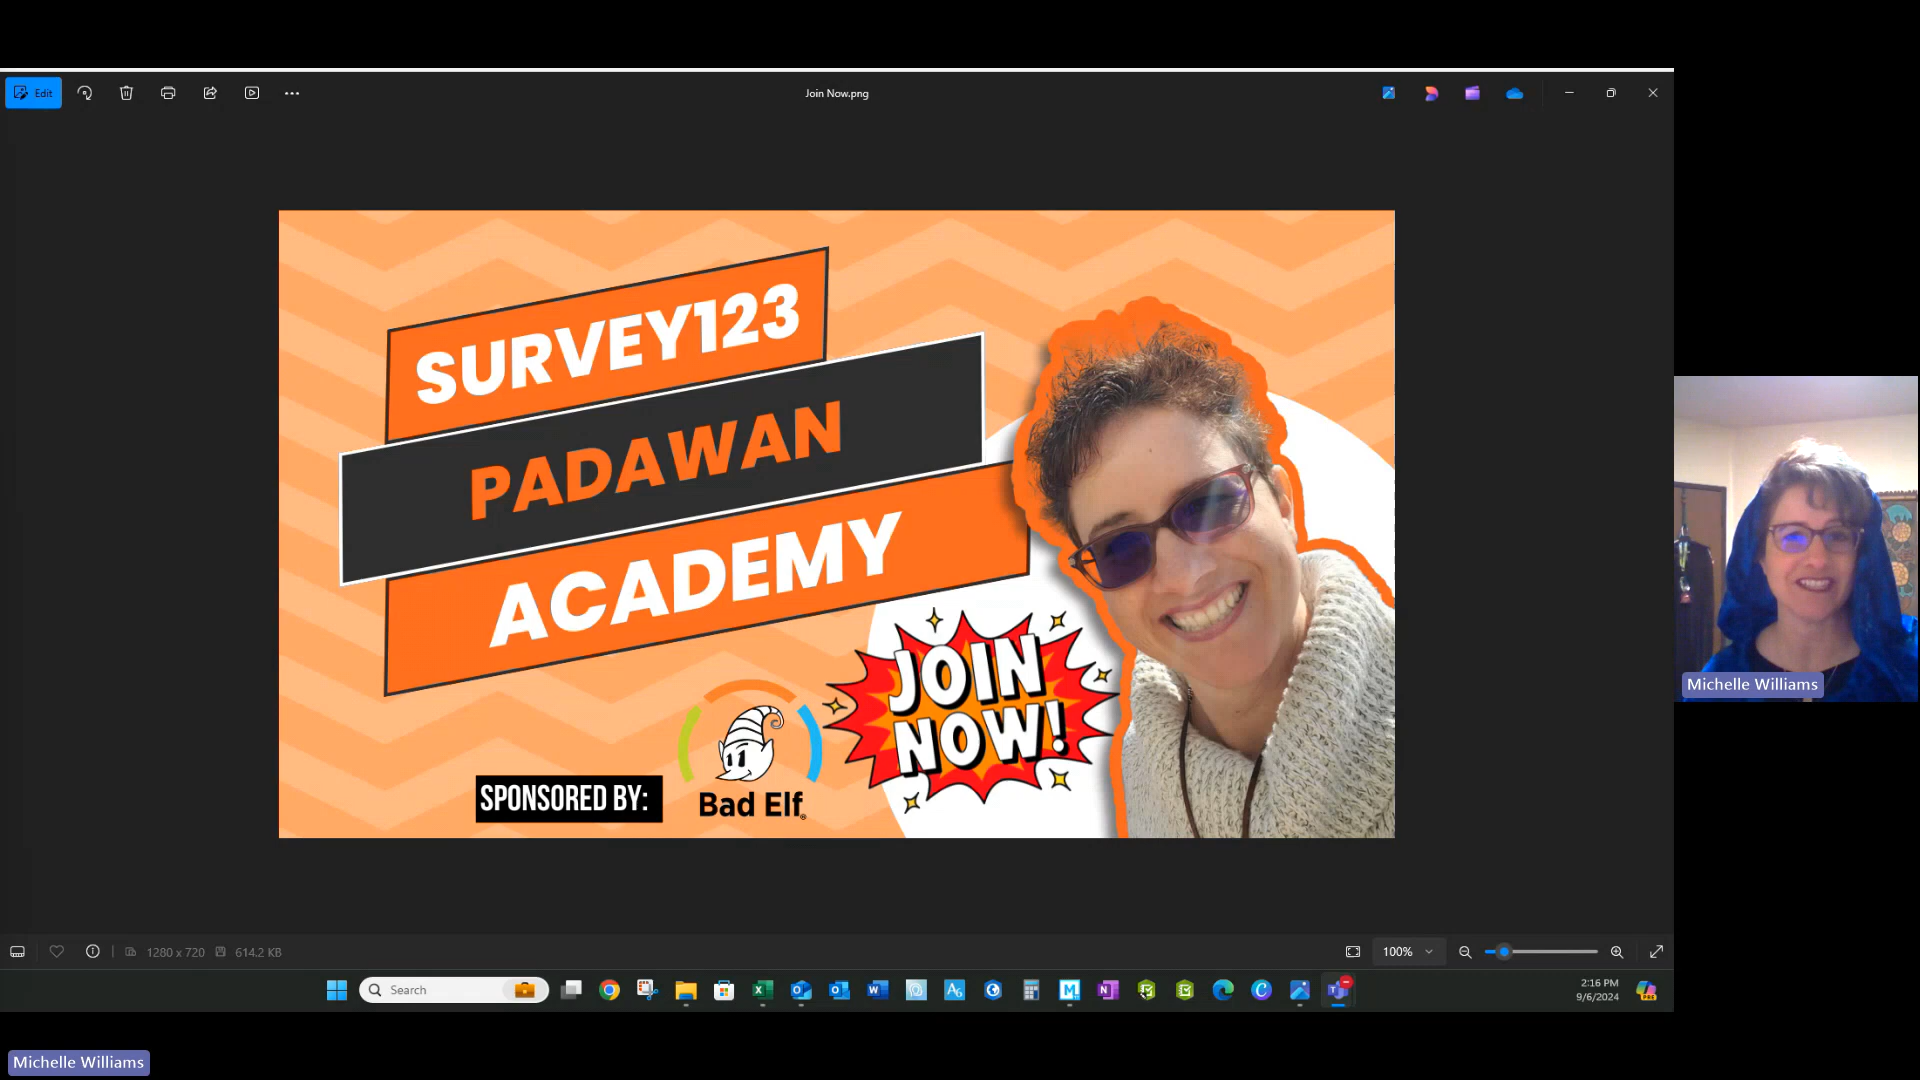 Edit
Join Now.png
SURVEY123
PADAWAN
ACADEMY
JOIN
NOW!
SPONSORED BY:
Bad Elf®
Michelle Williams
1280 x 720
614.2 KB
100%
Search
2:16 PM
9/6/2024
Michelle Williams